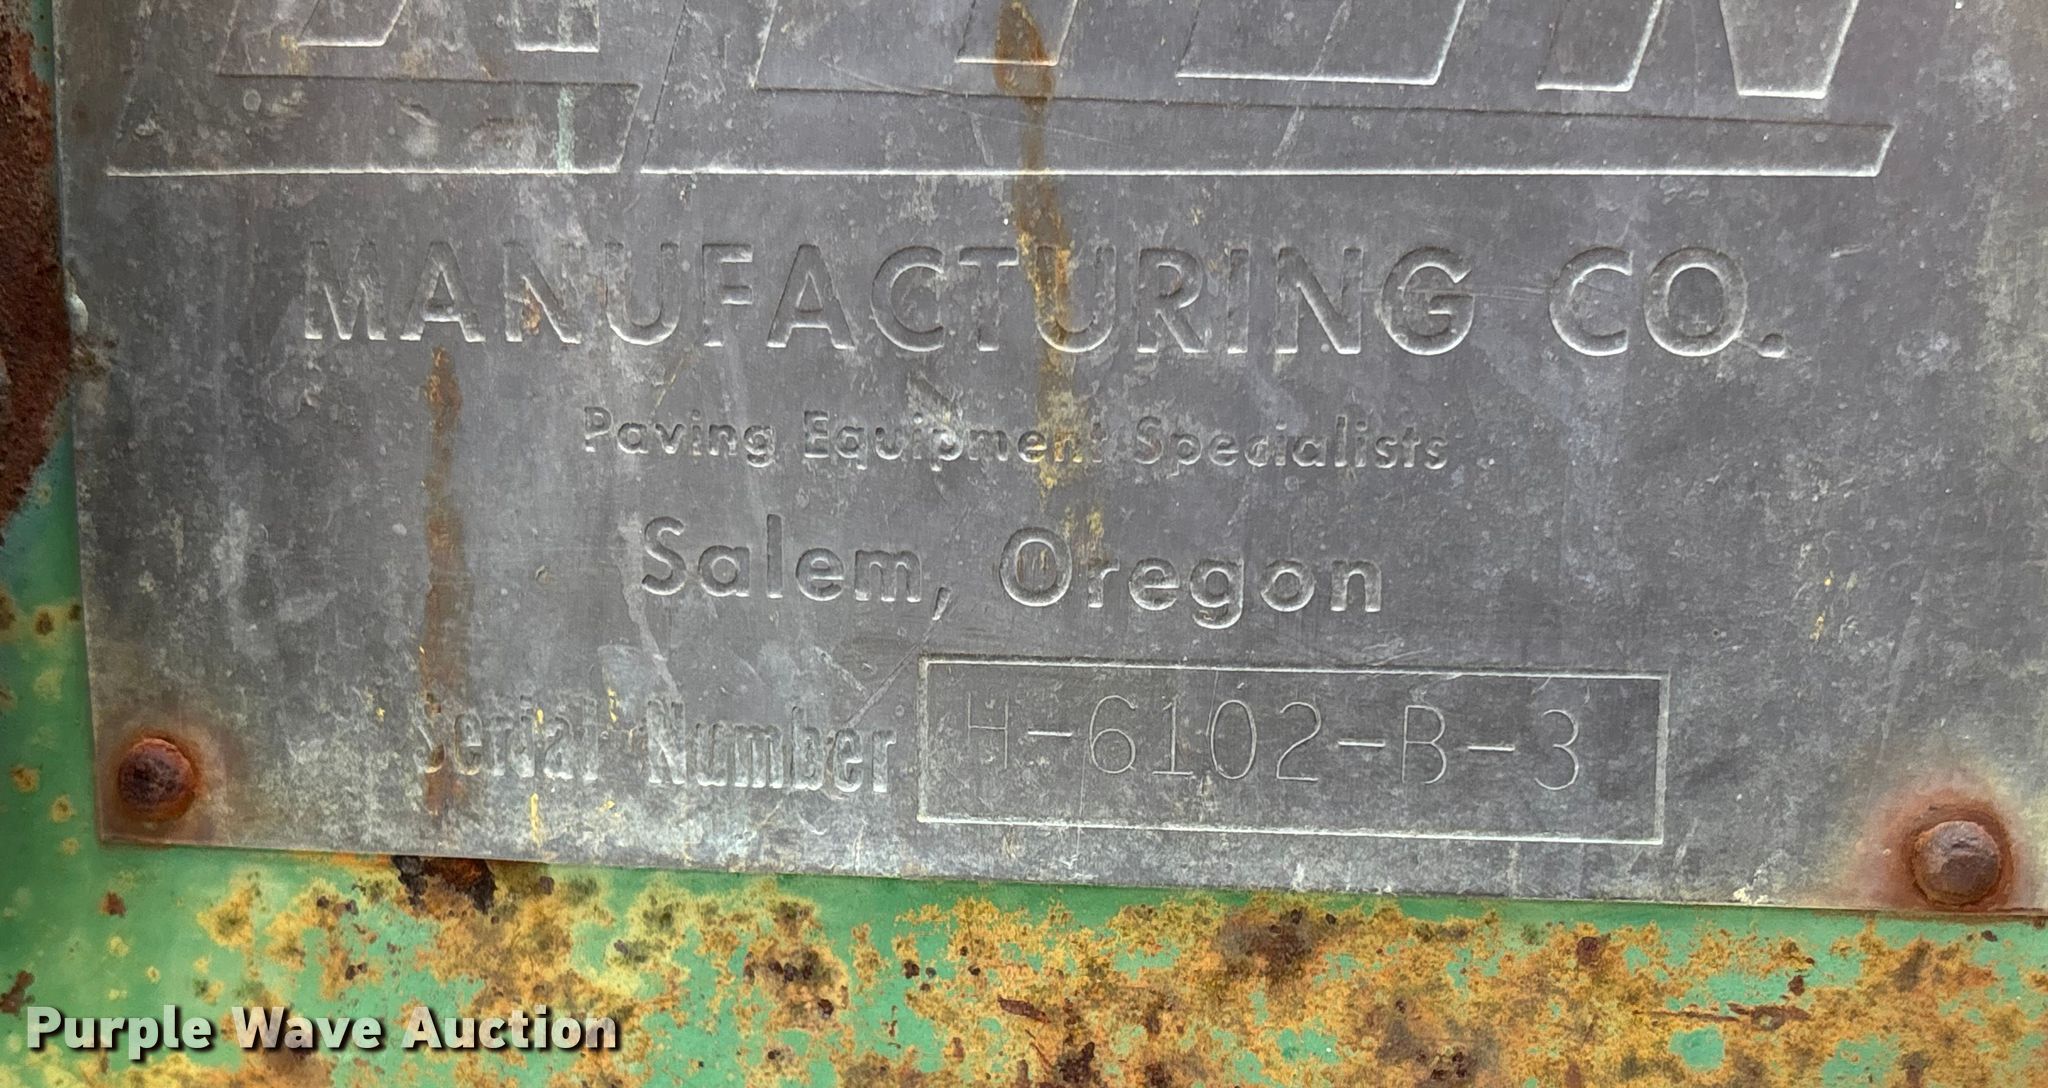 MANUFACTURING CO.
Paving Equipment Specialists
Salem, Oregon
Serial Number H-6102-B-3
Purple Wave Auction